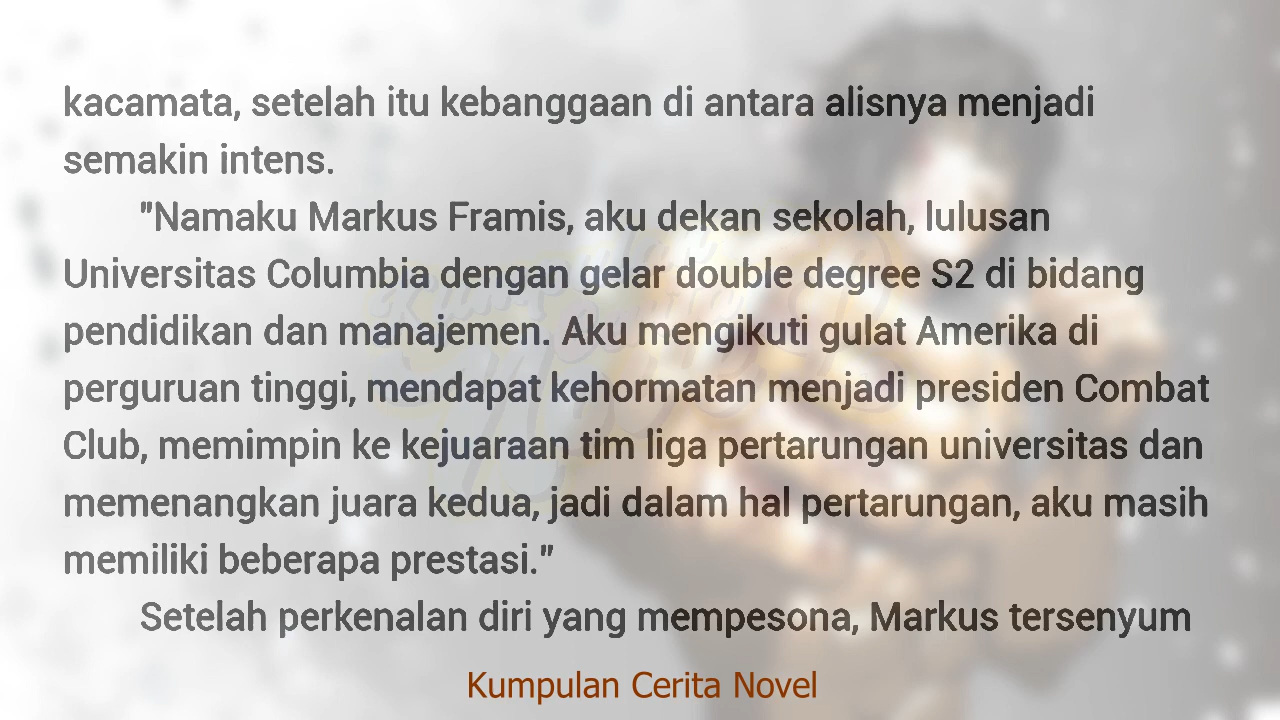 kacamata, setelah itu kebanggaan di antara alisnya menjadi
semakin intens.
"Namaku Markus Framis, aku dekan sekolah, lulusan
Universitas Columbia dengan gelar double degree S2 di bidang
pendidikan dan manajemen. Aku mengikuti gulat Amerika di
perguruan tinggi, mendapat kehormatan menjadi presiden Combat
Club, memimpin ke kejuaraan tim liga pertarungan universitas dan
memenangkan juara kedua, jadi dalam hal pertarungan, aku masih
memiliki beberapa prestasi."
Setelah perkenalan diri yang mempesona, Markus tersenyum
Kumpulan Cerita Novel